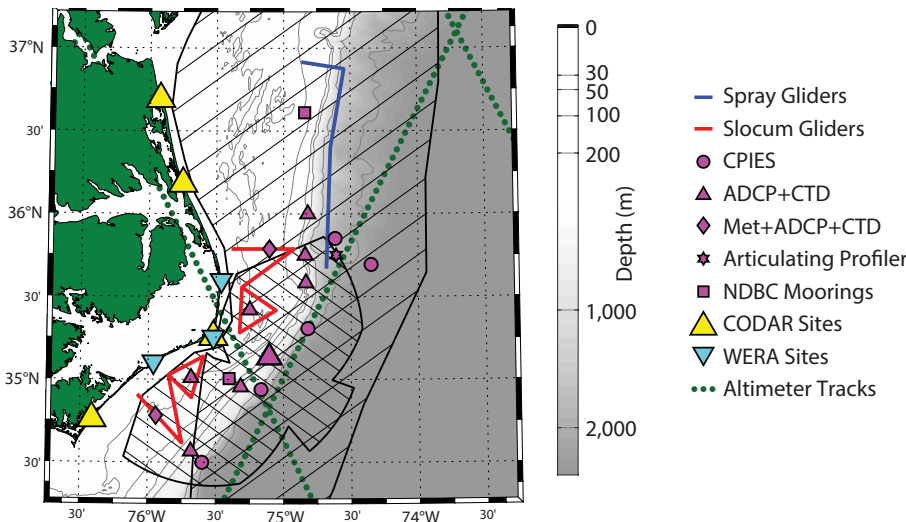 37°N
30'
36°N
30'
35°N
30'
30'
76°W
30'
75°W
30'
74°W
30'
0
30
50
100
200
1,000
2,000
Depth (m)
Spray Gliders
Slocum Gliders
CPIES
ADCP+CTD
Met+ADCP+CTD
Articulating Profiler
NDBC Moorings
CODAR Sites
WERA Sites
Altimeter Tracks